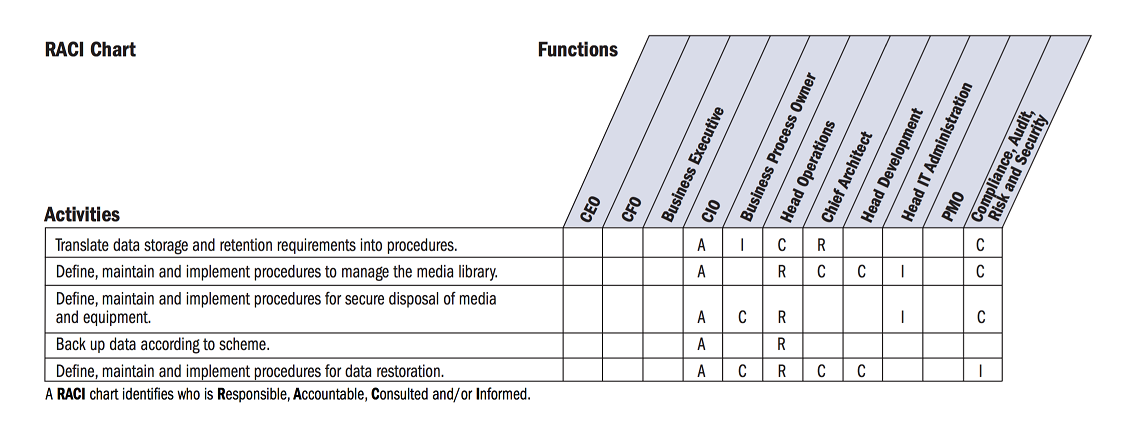 RACI Chart
Functions
CEO
CFO
Business Executive
CIO
Business Process Owner
Head Operations
Chief Architect
Head Development
Head IT Administration
PMO
Compliance, Audit,
Risk and Security
Activities
Translate data storage and retention requirements into procedures. A I C R C
Define, maintain and implement procedures to manage the media library. A R C C I C
Define, maintain and implement procedures for secure disposal of media
and equipment. A C R I C
Back up data according to scheme. A R
Define, maintain and implement procedures for data restoration. A C R C C I
A RACI chart identifies who is Responsible, Accountable, Consulted and/or Informed.